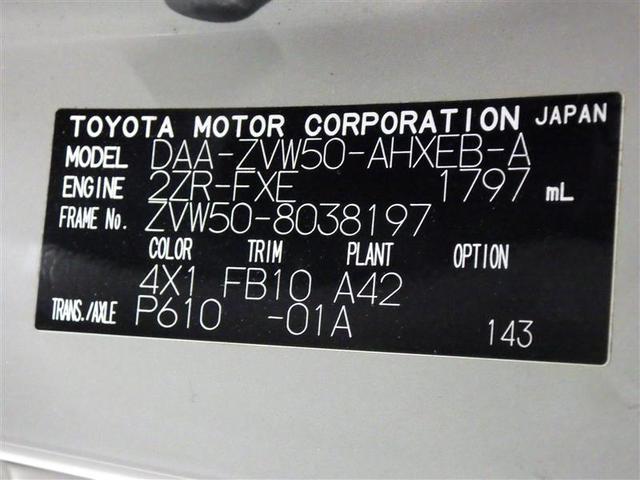 TOYOTA MOTOR CORPORATION JAPAN
MODEL DAA-ZVW50-AHXEB-A
ENGINE 2ZR-FXE 1797 mL
FRAME No. ZVW50-8038197
COLOR TRIM PLANT OPTION
4X1 FB10 A42
TRANS./AXLE P610 -01A 143